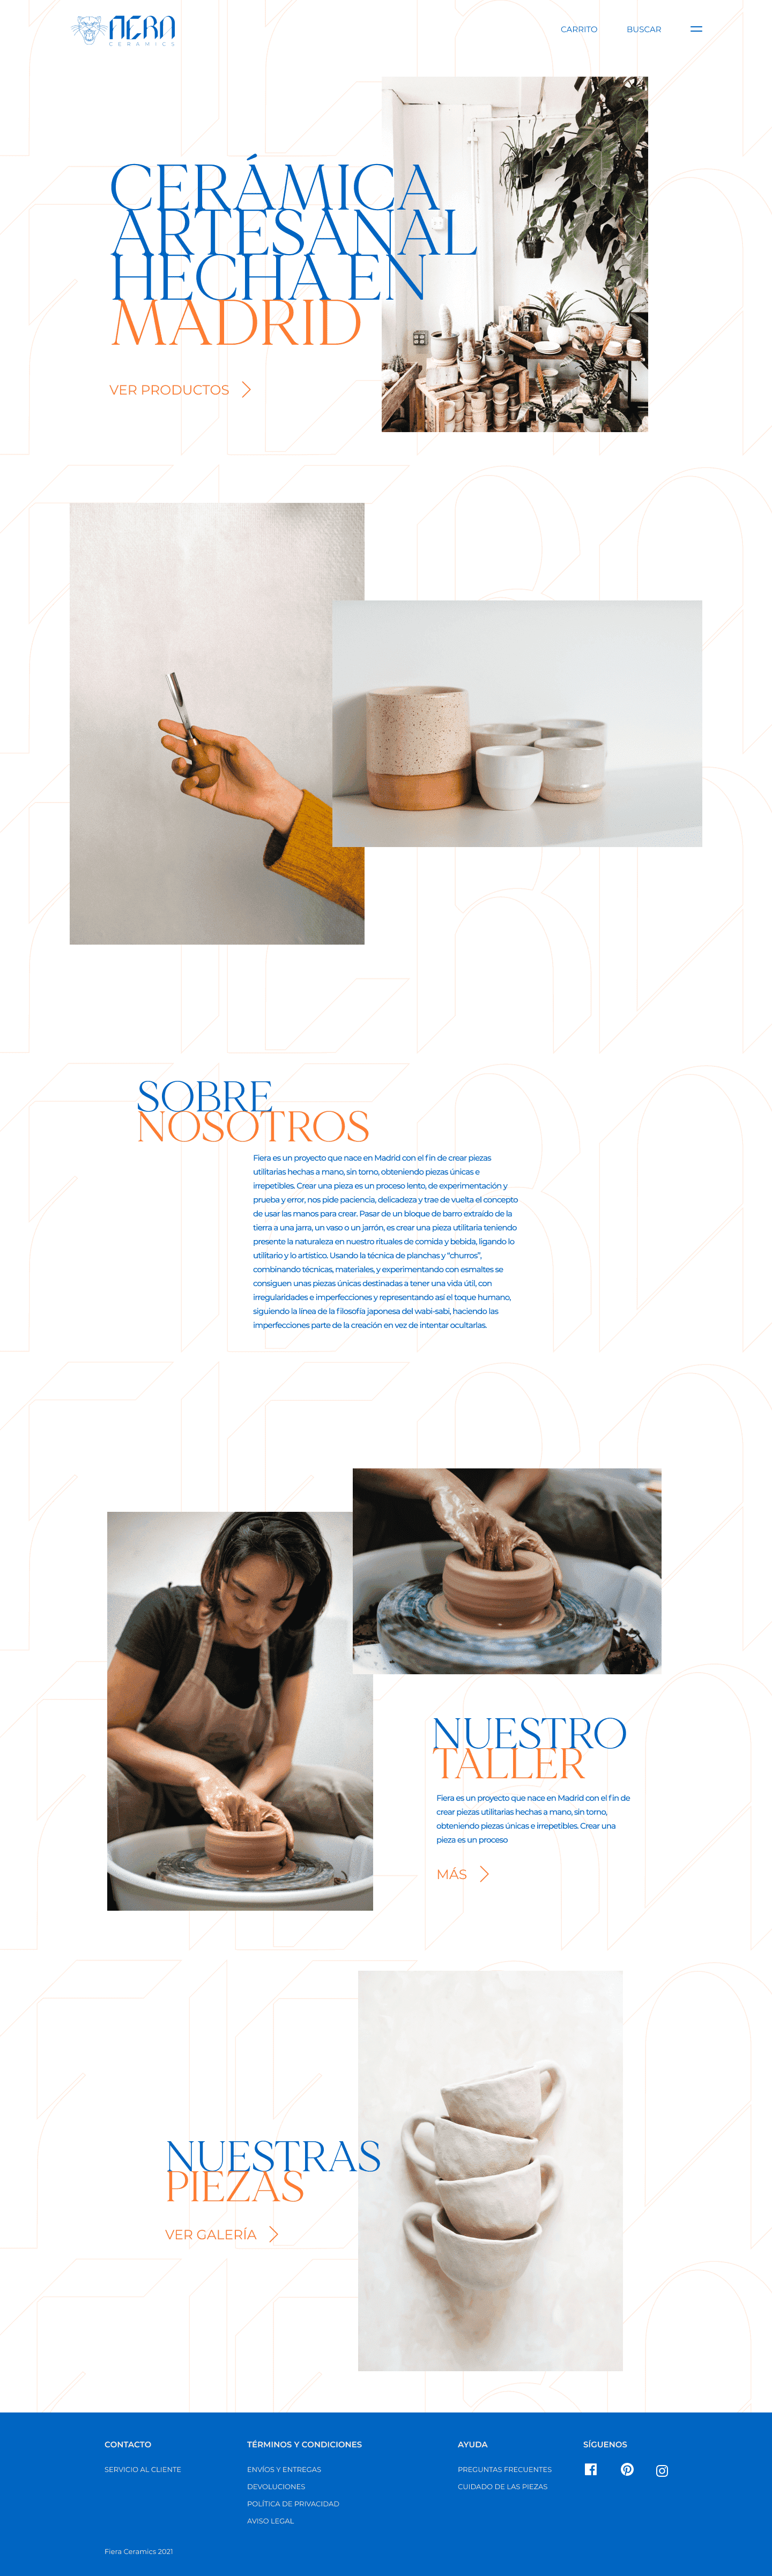 FIERA
CERAMICS
CARRITO
BUSCAR
CERÁMICA
ARTESANAL
HECHA EN
MADRID
VER PRODUCTOS
SOBRE
NOSOTROS
Fiera es un proyecto que nace en Madrid con el fin de crear piezas
utilitarias hechas a mano, sin torno, obteniendo piezas únicas e
irrepetibles. Crear una pieza es un proceso lento, de experimentación y
prueba y error, nos pide paciencia, delicadeza y trae de vuelta el concepto
de usar las manos para crear. Pasar de un bloque de barro extraído de la
tierra a una jarra, un vaso o un jarrón, es crear una pieza utilitaria teniendo
presente la naturaleza en nuestro rituales de comida y bebida, ligando lo
utilitario y lo artístico. Usando la técnica de planchas y “churros”,
combinando técnicas, materiales, y experimentando con esmaltes se
consiguen unas piezas únicas destinadas a tener una vida útil, con
irregularidades e imperfecciones y representando así el toque humano,
siguiendo la línea de la filosofía japonesa del wabi-sabi, haciendo las
imperfecciones parte de la creación en vez de intentar ocultarlas.
NUESTRO
TALLER
Fiera es un proyecto que nace en Madrid con el fin de
crear piezas utilitarias hechas a mano, sin torno,
obteniendo piezas únicas e irrepetibles. Crear una
pieza es un proceso
MÁS
NUESTRAS
PIEZAS
VER GALERÍA
CONTACTO
SERVICIO AL CLIENTE
TÉRMINOS Y CONDICIONES
ENVÍOS Y ENTREGAS
DEVOLUCIONES
POLÍTICA DE PRIVACIDAD
AVISO LEGAL
AYUDA
PREGUNTAS FRECUENTES
CUIDADO DE LAS PIEZAS
SÍGUENOS
Fiera Ceramics 2021